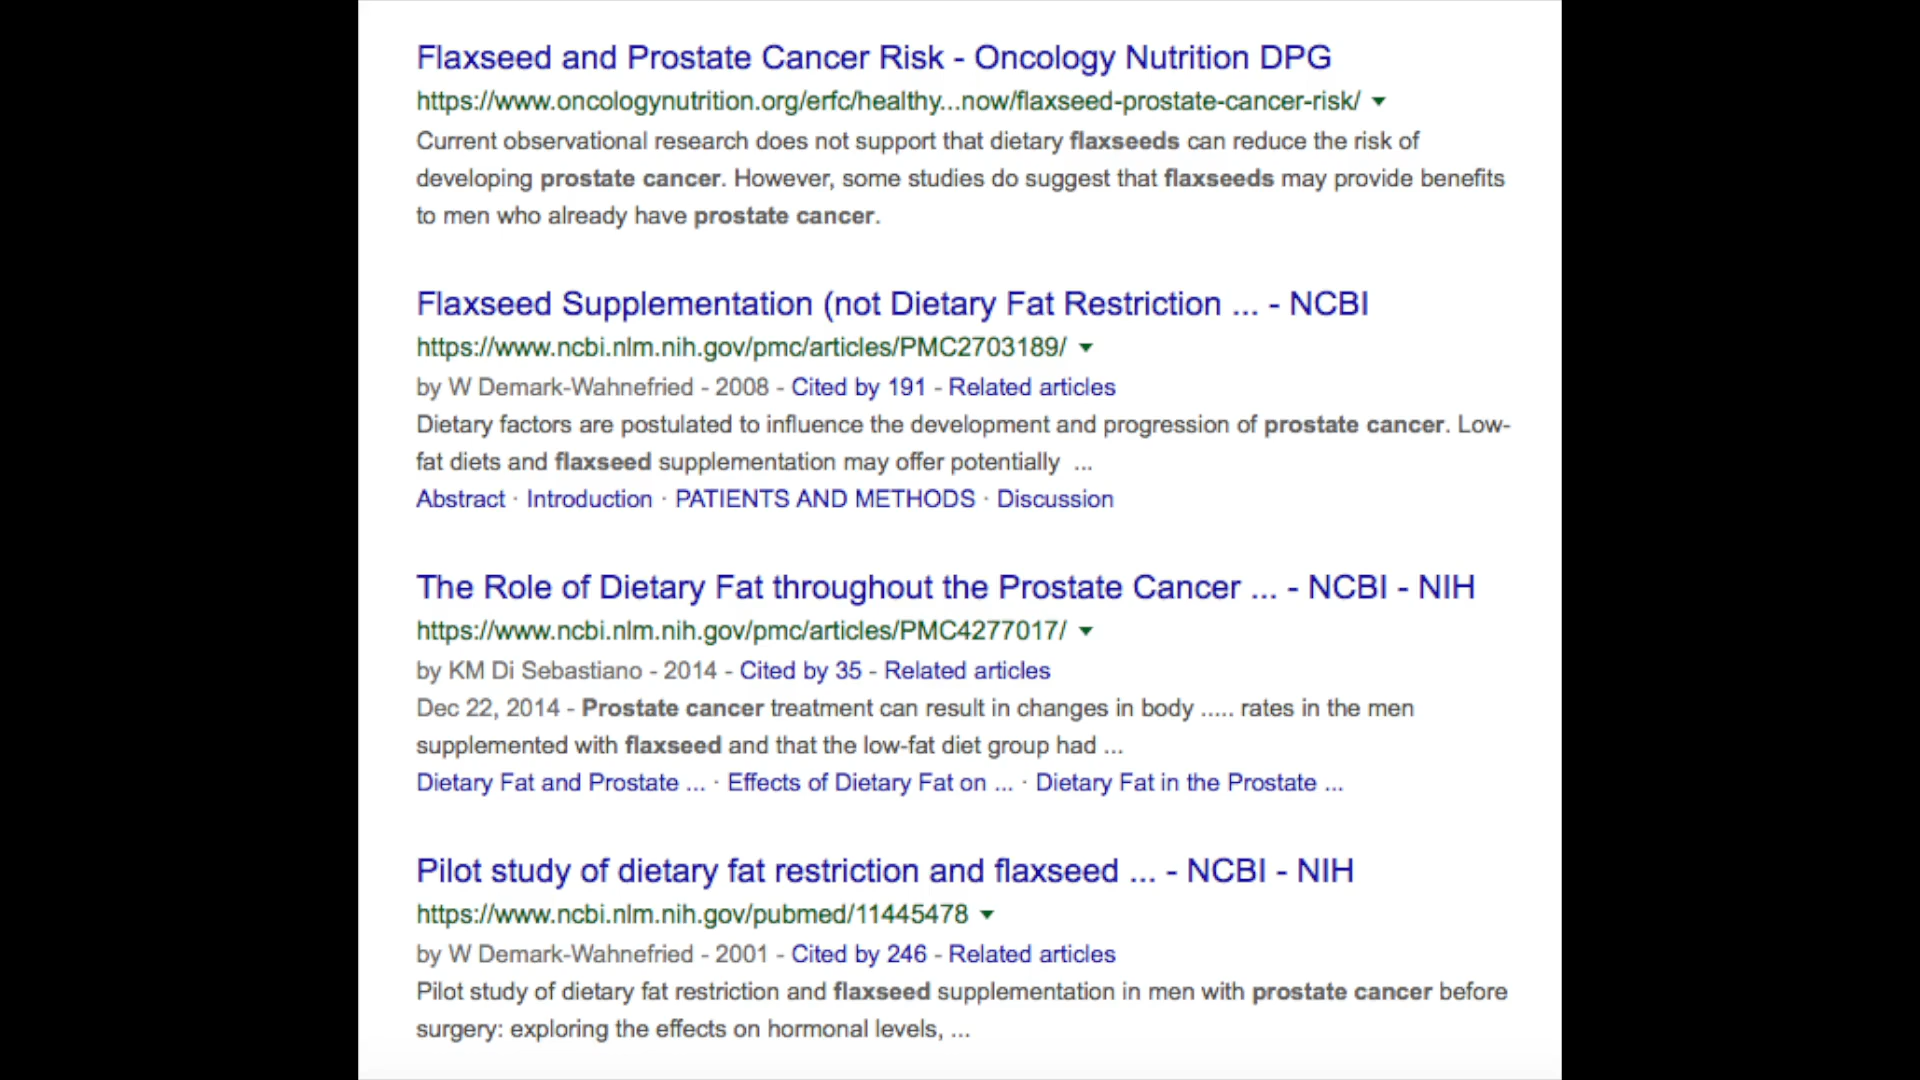 Flaxseed and Prostate Cancer Risk - Oncology Nutrition DPG
https://www.oncologynutrition.org/erfc/healthy...now/flaxseed-prostate-cancer-risk/
Current observational research does not support that dietary flaxseeds can reduce the risk of
developing prostate cancer. However, some studies do suggest that flaxseeds may provide benefits
to men who already have prostate cancer.
Flaxseed Supplementation (not Dietary Fat Restriction ... - NCBI
https://www.ncbi.nlm.nih.gov/pmc/articles/PMC2703189/
by W Demark-Wahnefried - 2008 - Cited by 191 - Related articles
Dietary factors are postulated to influence the development and progression of prostate cancer. Low-
fat diets and flaxseed supplementation may offer potentially ...
Abstract · Introduction · PATIENTS AND METHODS · Discussion
The Role of Dietary Fat throughout the Prostate Cancer ... - NCBI - NIH
https://www.ncbi.nlm.nih.gov/pmc/articles/PMC4277017/
by KM Di Sebastiano - 2014 - Cited by 35 - Related articles
Dec 22, 2014 - Prostate cancer treatment can result in changes in body ..... rates in the men
supplemented with flaxseed and that the low-fat diet group had ...
Dietary Fat and Prostate ... · Effects of Dietary Fat on ... · Dietary Fat in the Prostate ...
Pilot study of dietary fat restriction and flaxseed ... - NCBI - NIH
https://www.ncbi.nlm.nih.gov/pubmed/11445478
by W Demark-Wahnefried - 2001 - Cited by 246 - Related articles
Pilot study of dietary fat restriction and flaxseed supplementation in men with prostate cancer before
surgery: exploring the effects on hormonal levels, ...